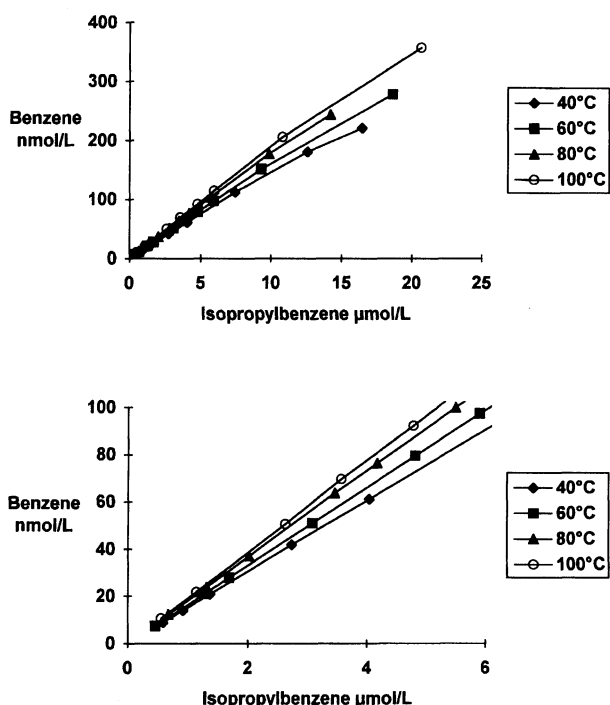 400
300
200
100
0
Benzene
nmol/L
0 5 10 15 20 25
Isopropylbenzene µmol/L
40°C
60°C
80°C
100°C
100
80
60
40
20
0
Benzene
nmol/L
0 2 4 6
Isopropylbenzene µmol/L
40°C
60°C
80°C
100°C